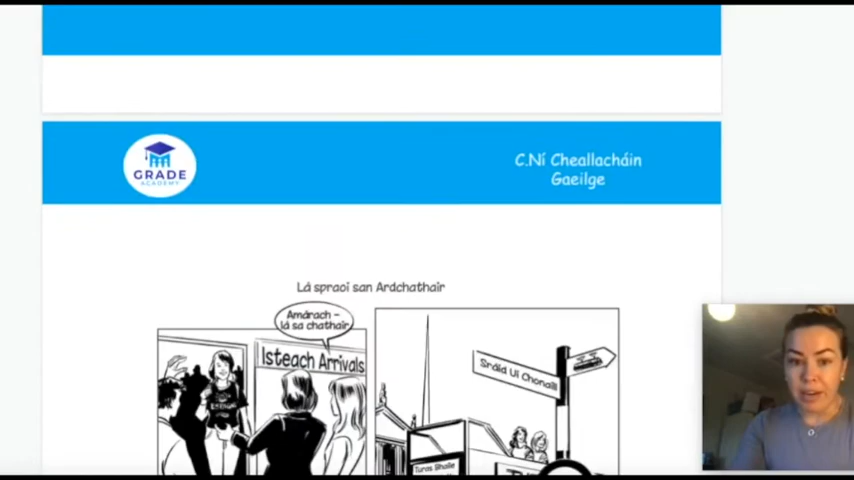 GRADE
ACADEMY
C.Ní Cheallacháin
Gaeilge
Lá spraoi san Ardchathair
Amárach –
lá sa chathair
Isteach Arrivals
Sráid Uí Chonaill
Turas Bhaile